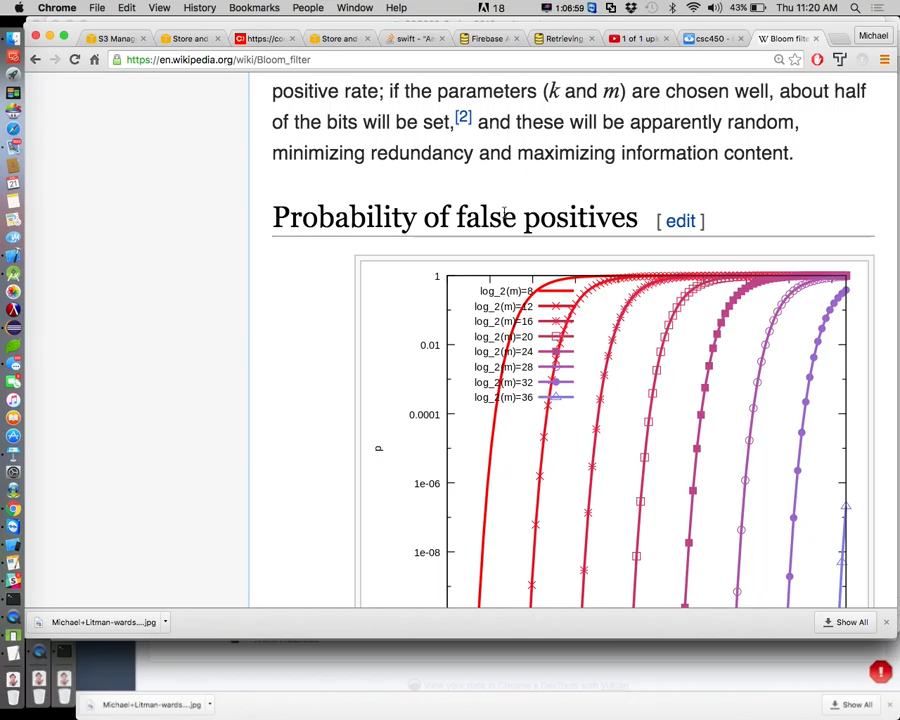 Chrome File Edit View History Bookmarks People Window Help 18 1:06:59 43% Thu 11:20 AM
S3 Manag Store and https://co Store and swift - "A Firebase A Retrieving 1 of 1 upl csc450 - Bloom filte Michael
https://en.wikipedia.org/wiki/Bloom_filter
positive rate; if the parameters (k and m) are chosen well, about half
of the bits will be set,[2] and these will be apparently random,
minimizing redundancy and maximizing information content.
Probability of false positives [ edit ]
1
log_2(m)=8
log_2(m)=12
log_2(m)=16
log_2(m)=20
0.01
log_2(m)=24
log_2(m)=28
log_2(m)=32
log_2(m)=36
0.0001
p
1e-06
1e-08
Michael+Litman-wards....jpg Show All
Michael+Litman-wards....jpg Show All